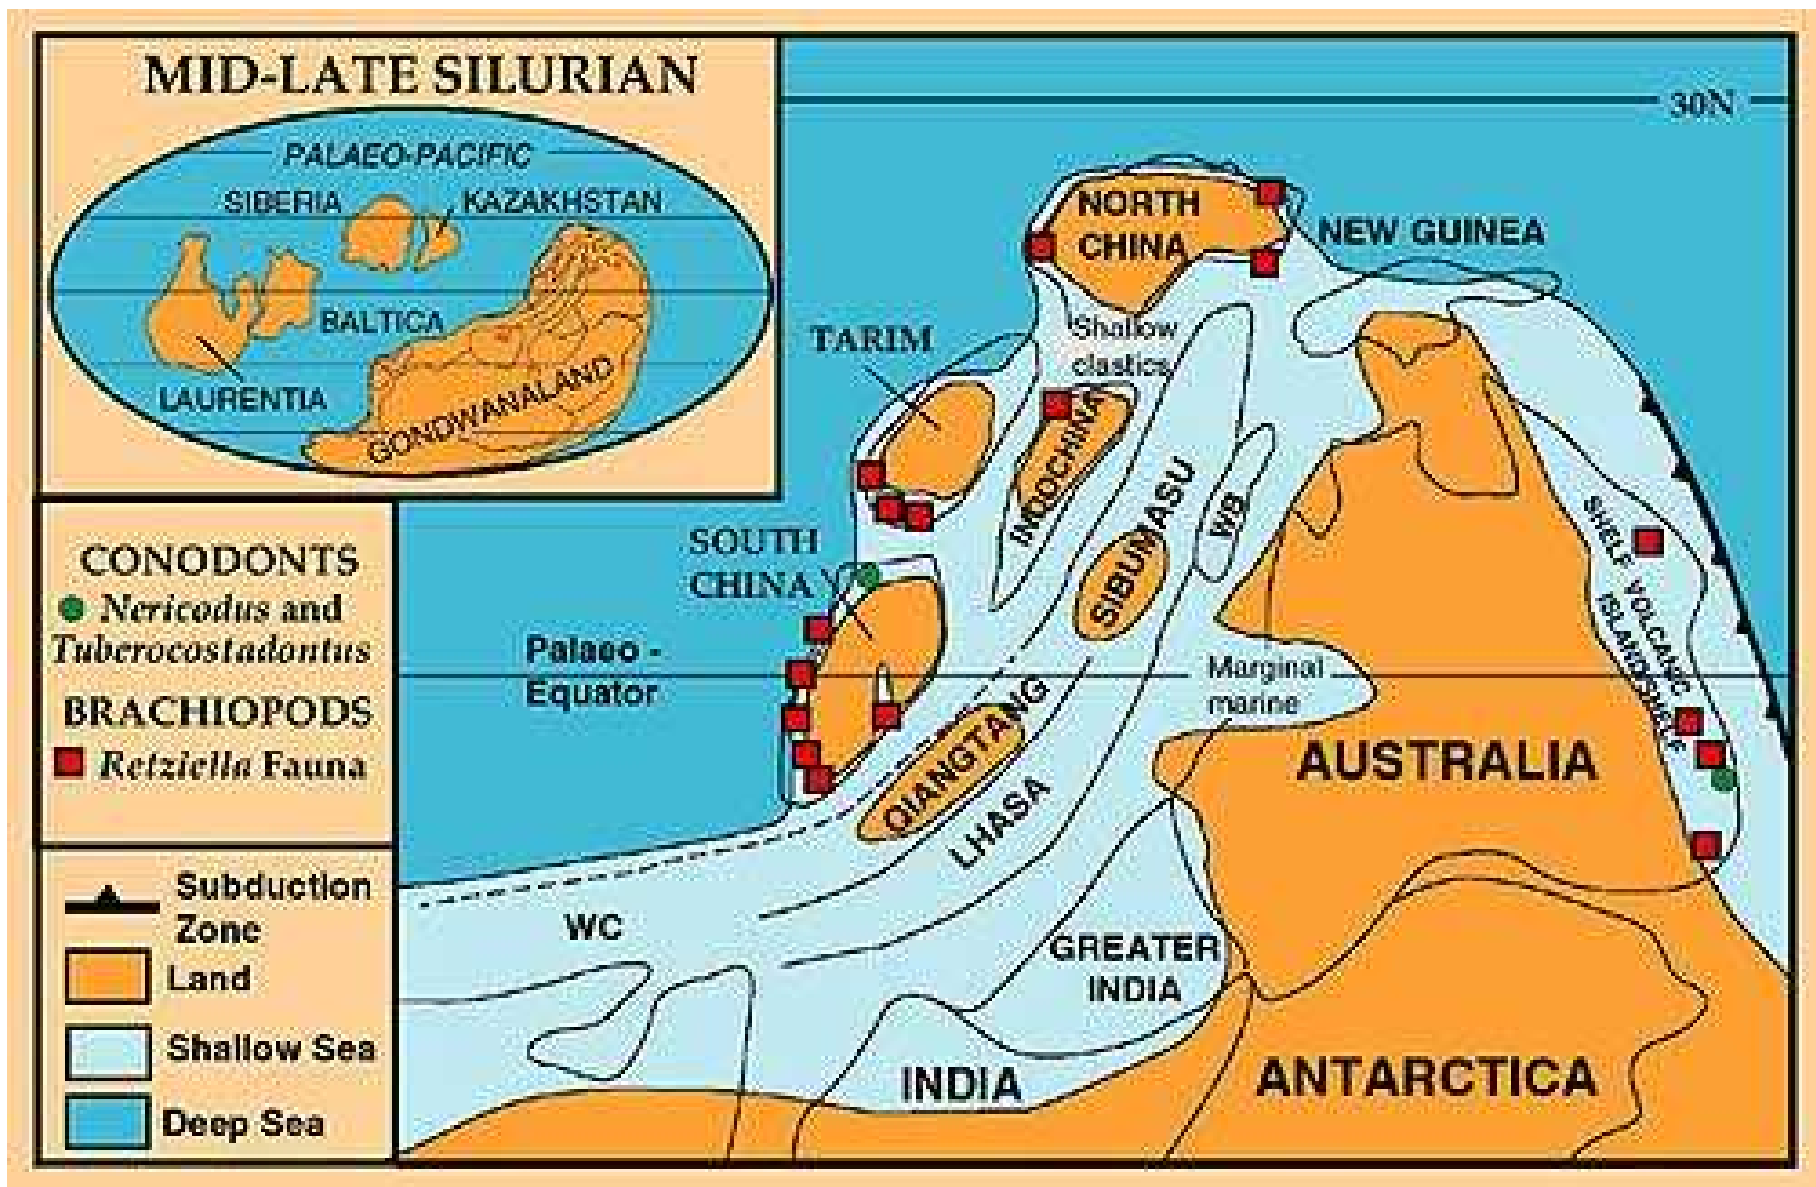 MID-LATE SILURIAN
PALAEO-PACIFIC
SIBERIA
KAZAKHSTAN
BALTICA
LAURENTIA
GONDWANALAND
CONODONTS
Nericodus and
Tuberocostadontus
BRACHIOPODS
Retziella Fauna
Subduction
Zone
Land
Shallow Sea
Deep Sea
30N
NORTH
CHINA
NEW GUINEA
Shallow
clastics
TARIM
INDOCHINA
SIBUMASU
WB
SOUTH
CHINA
Palaeo -
Equator
SHELF VOLCANIC
ISLANDS SHELF
Marginal
marine
QIANGTANG
LHASA
AUSTRALIA
WC
GREATER
INDIA
INDIA
ANTARCTICA